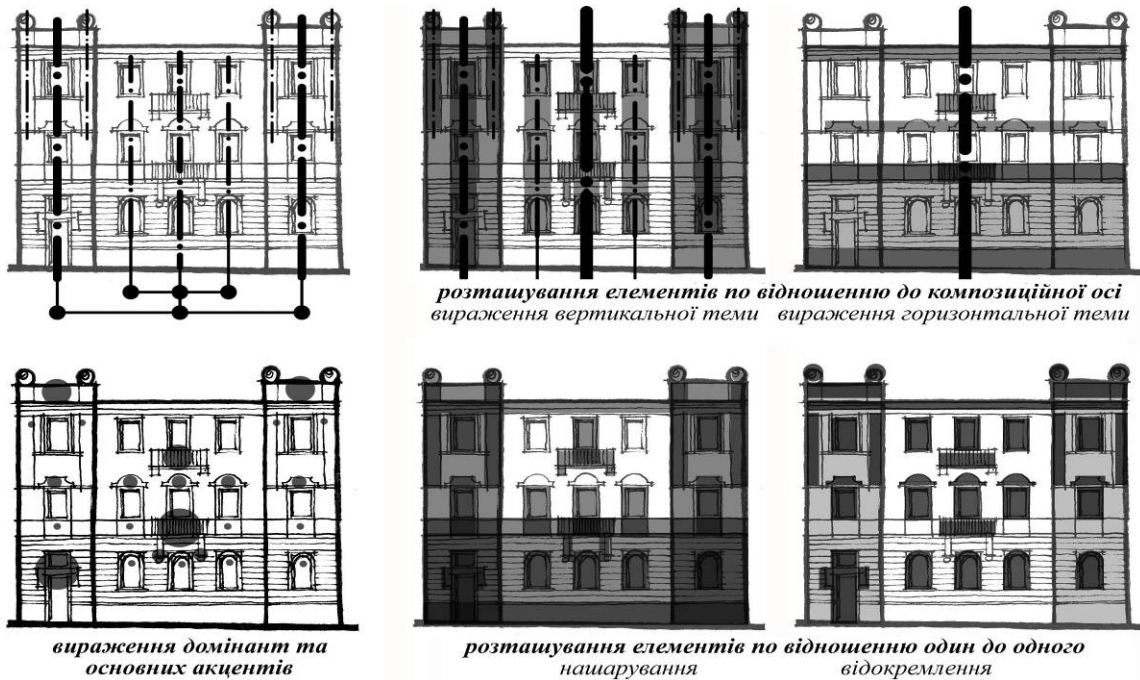 розташування елементів по відношенню до композиційної осі
вираження вертикальної теми вираження горизонтальної теми
вираження домінант та
основних акцентів
розташування елементів по відношенню один до одного
нашарування відокремлення